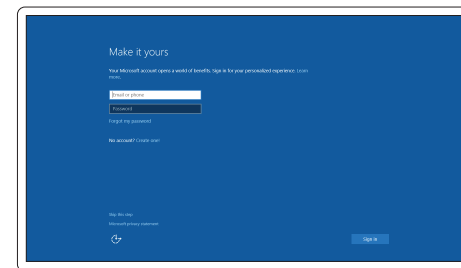 Make it yours
Your Microsoft account opens a world of benefits. Sign in for your personalized experience. Learn
more.
Email or phone
Password
Forgot my password
No account? Create one!
Skip this step
Microsoft privacy statement
Sign in